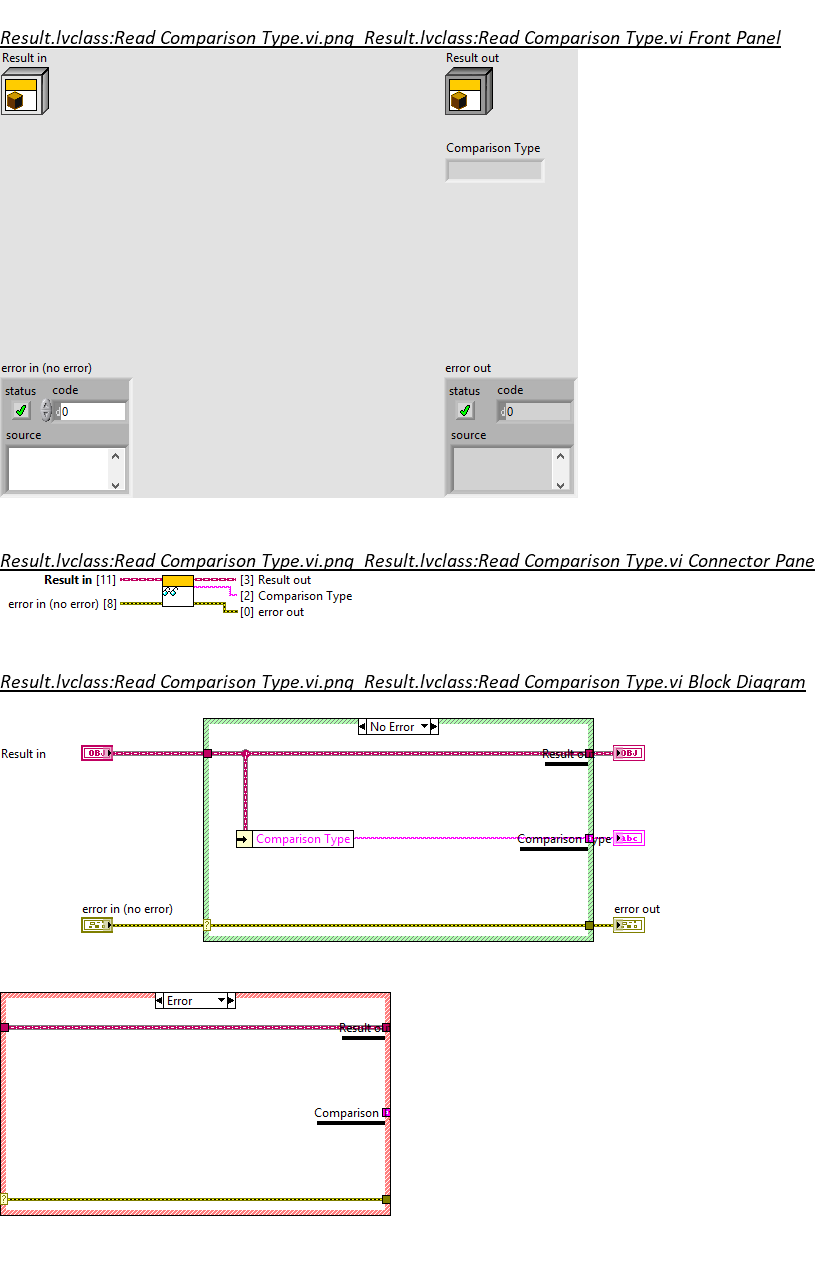 Result.lvclass:Read Comparison Type.vi.png Result.lvclass:Read Comparison Type.vi Front Panel
Result in
Result out
Comparison Type
error in (no error)
error out
status code
d 0
source
status code
d 0
source
Result.lvclass:Read Comparison Type.vi.png Result.lvclass:Read Comparison Type.vi Connector Pane
Result in [11]
[3] Result out
[2] Comparison Type
error in (no error) [8]
[0] error out
Result.lvclass:Read Comparison Type.vi.png Result.lvclass:Read Comparison Type.vi Block Diagram
No Error
Result in
OBJ
Result o
OBJ
Comparison Type
Comparison Type
abc
error in (no error)
error out
?
Error
Result o
Comparison
?